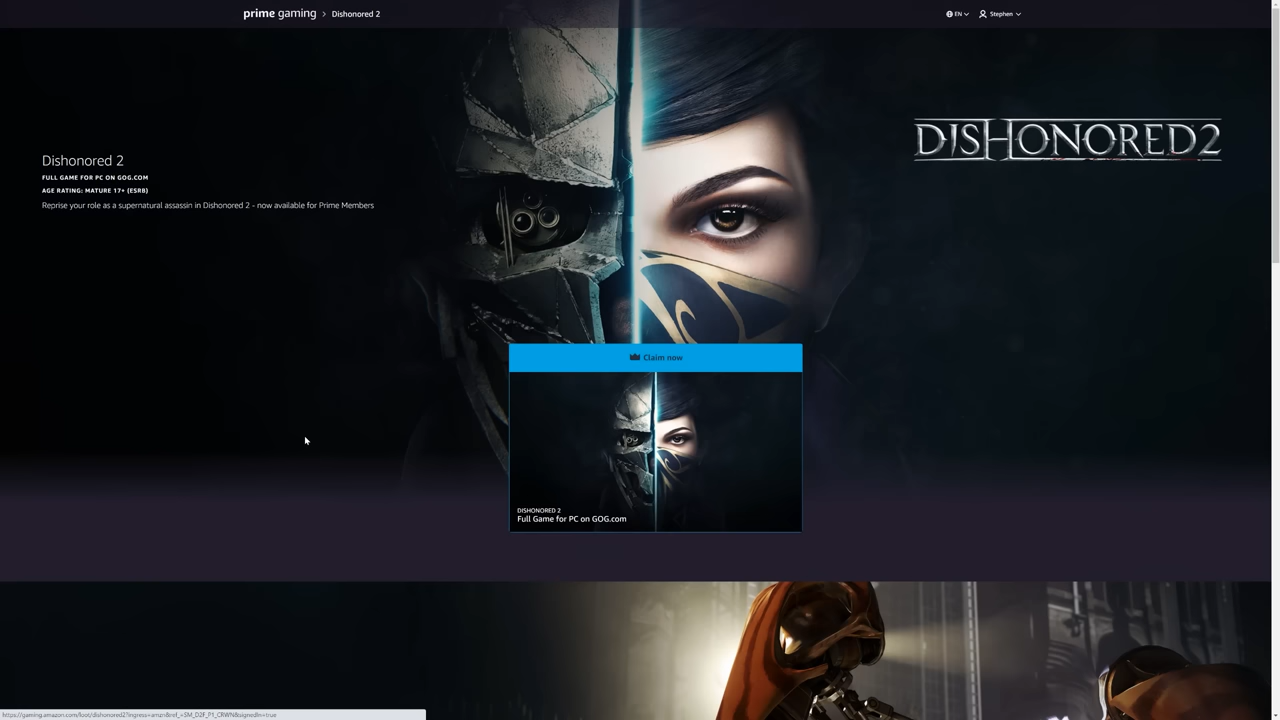 prime gaming > Dishonored 2
EN
Stephen
DISHONORED2
Dishonored 2
FULL GAME FOR PC ON GOG.COM
AGE RATING: MATURE 17+ (ESRB)
Reprise your role as a supernatural assassin in Dishonored 2 - now available for Prime Members
Claim now
DISHONORED 2
Full Game for PC on GOG.com